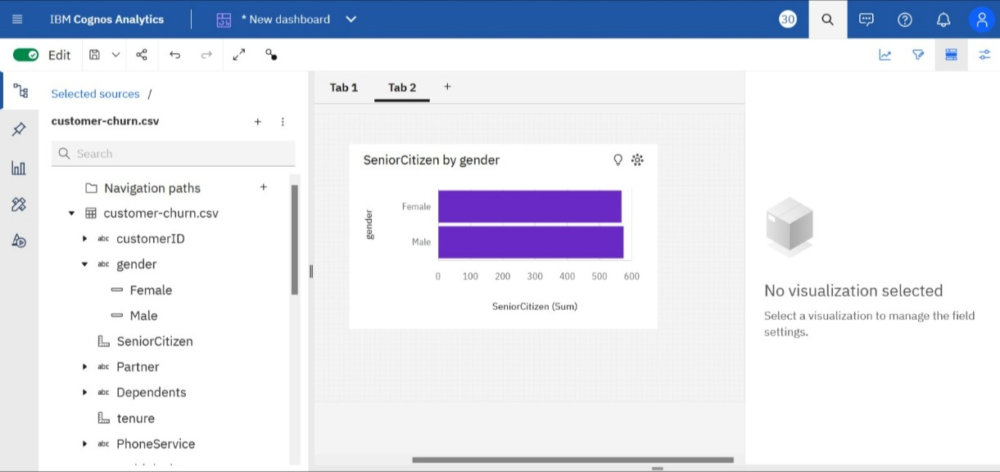 IBM Cognos Analytics
* New dashboard
30
Edit
Selected sources /
customer-churn.csv
Search
Navigation paths
customer-churn.csv
abc customerID
abc gender
Female
Male
SeniorCitizen
abc Partner
abc Dependents
tenure
abc PhoneService
Tab 1
Tab 2
SeniorCitizen by gender
gender
Female
Male
0 100 200 300 400 500 600
SeniorCitizen (Sum)
No visualization selected
Select a visualization to manage the field
settings.